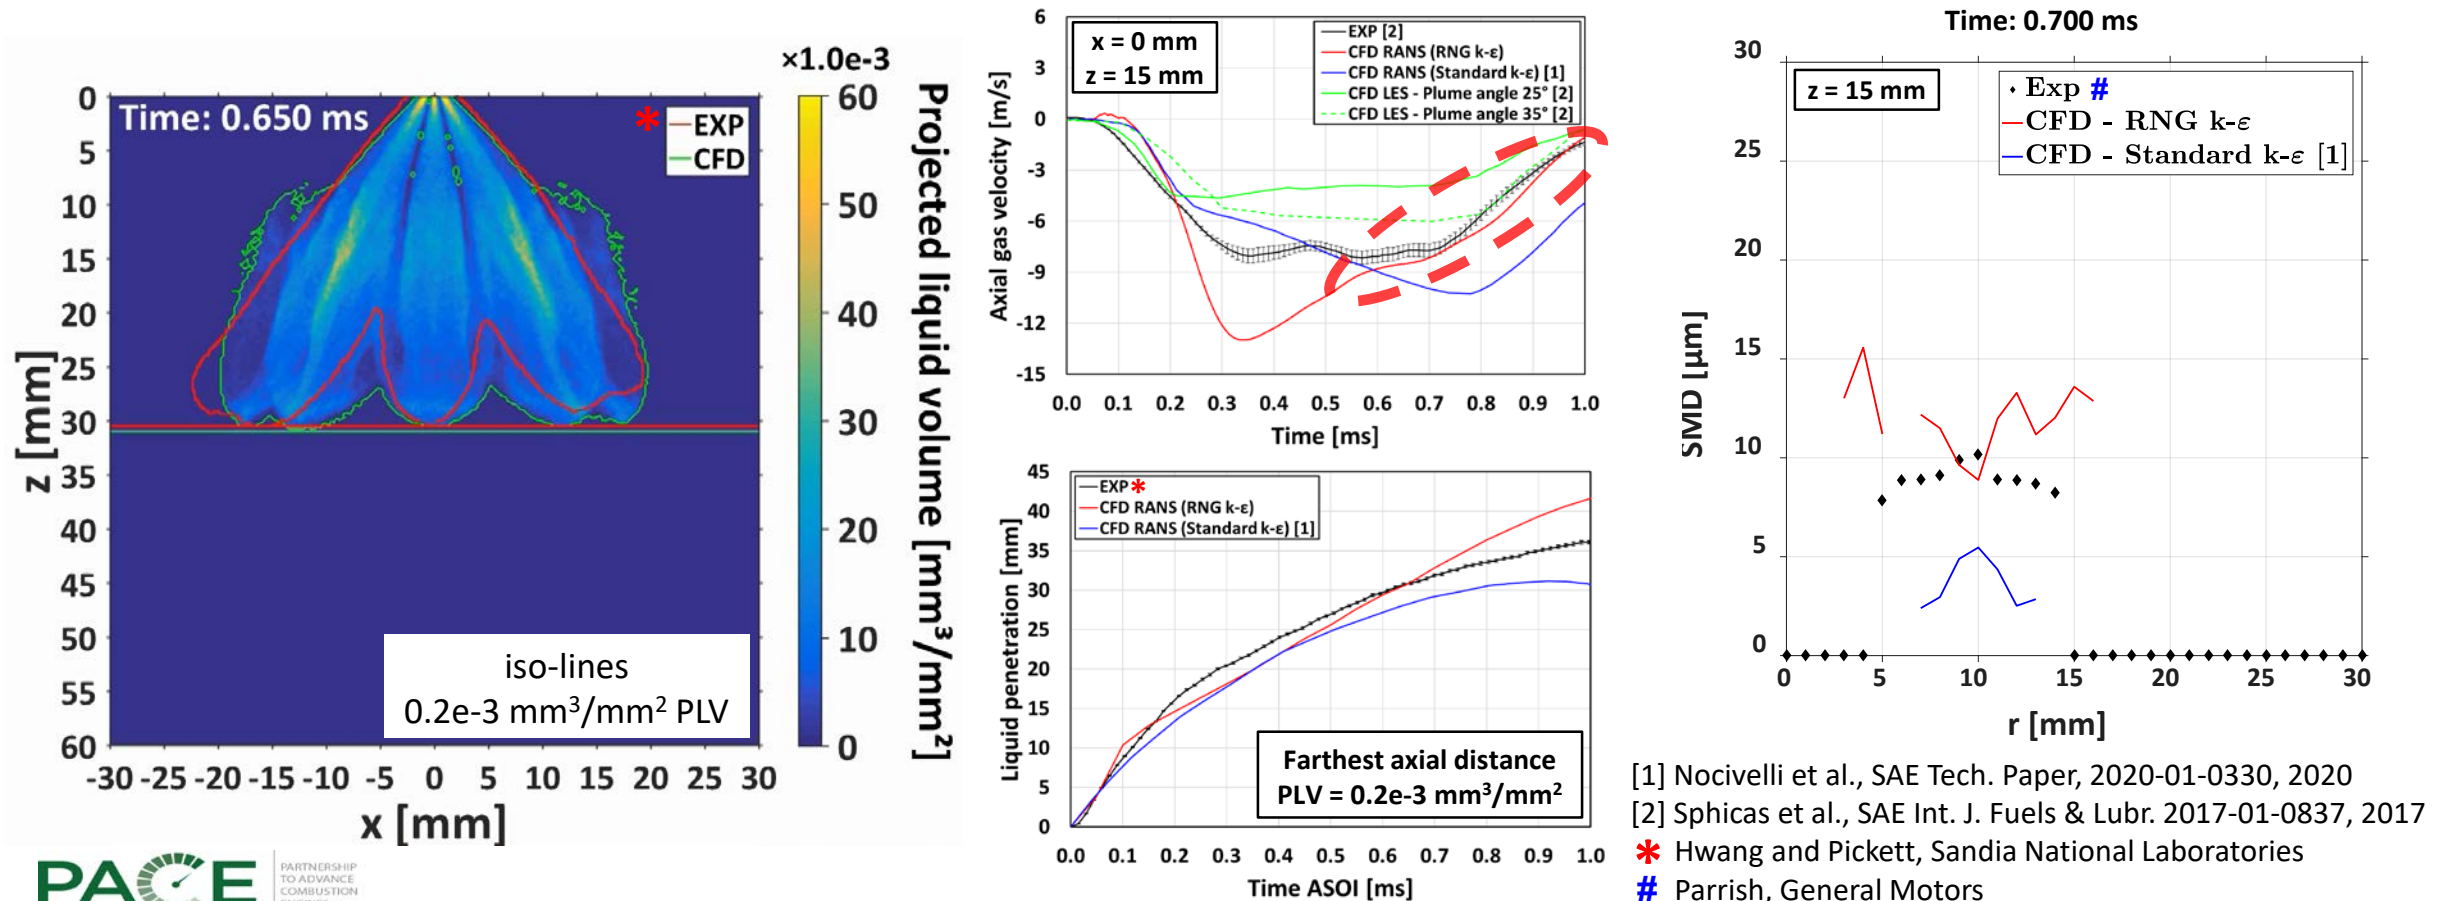 ×1.0e-3
Time: 0.650 ms
*
EXP
CFD
0
5
10
15
20
25
30
35
40
45
50
55
60
z [mm]
-30 -25 -20 -15 -10 -5 0 5 10 15 20 25 30
x [mm]
iso-lines
0.2e-3 mm³/mm² PLV
60
50
40
30
20
10
0
Projected liquid volume [mm³/mm²]
PACE
PARTNERSHIP
TO ADVANCE
COMBUSTION
x = 0 mm
z = 15 mm
EXP [2]
CFD RANS (RNG k-ε)
CFD RANS (Standard k-ε) [1]
CFD LES - Plume angle 25° [2]
CFD LES - Plume angle 35° [2]
6
3
0
-3
-6
-9
-12
-15
Axial gas velocity [m/s]
0.0 0.1 0.2 0.3 0.4 0.5 0.6 0.7 0.8 0.9 1.0
Time [ms]
EXP *
CFD RANS (RNG k-ε)
CFD RANS (Standard k-ε) [1]
45
40
35
30
25
20
15
10
5
0
Liquid penetration [mm]
Farthest axial distance
PLV = 0.2e-3 mm³/mm²
0.0 0.1 0.2 0.3 0.4 0.5 0.6 0.7 0.8 0.9 1.0
Time ASOI [ms]
Time: 0.700 ms
z = 15 mm
Exp #
CFD - RNG k-ε
CFD - Standard k-ε [1]
30
25
20
15
10
5
0
SMD [μm]
0 5 10 15 20 25 30
r [mm]
[1] Nocivelli et al., SAE Tech. Paper, 2020-01-0330, 2020
[2] Sphicas et al., SAE Int. J. Fuels & Lubr. 2017-01-0837, 2017
* Hwang and Pickett, Sandia National Laboratories
# Parrish, General Motors